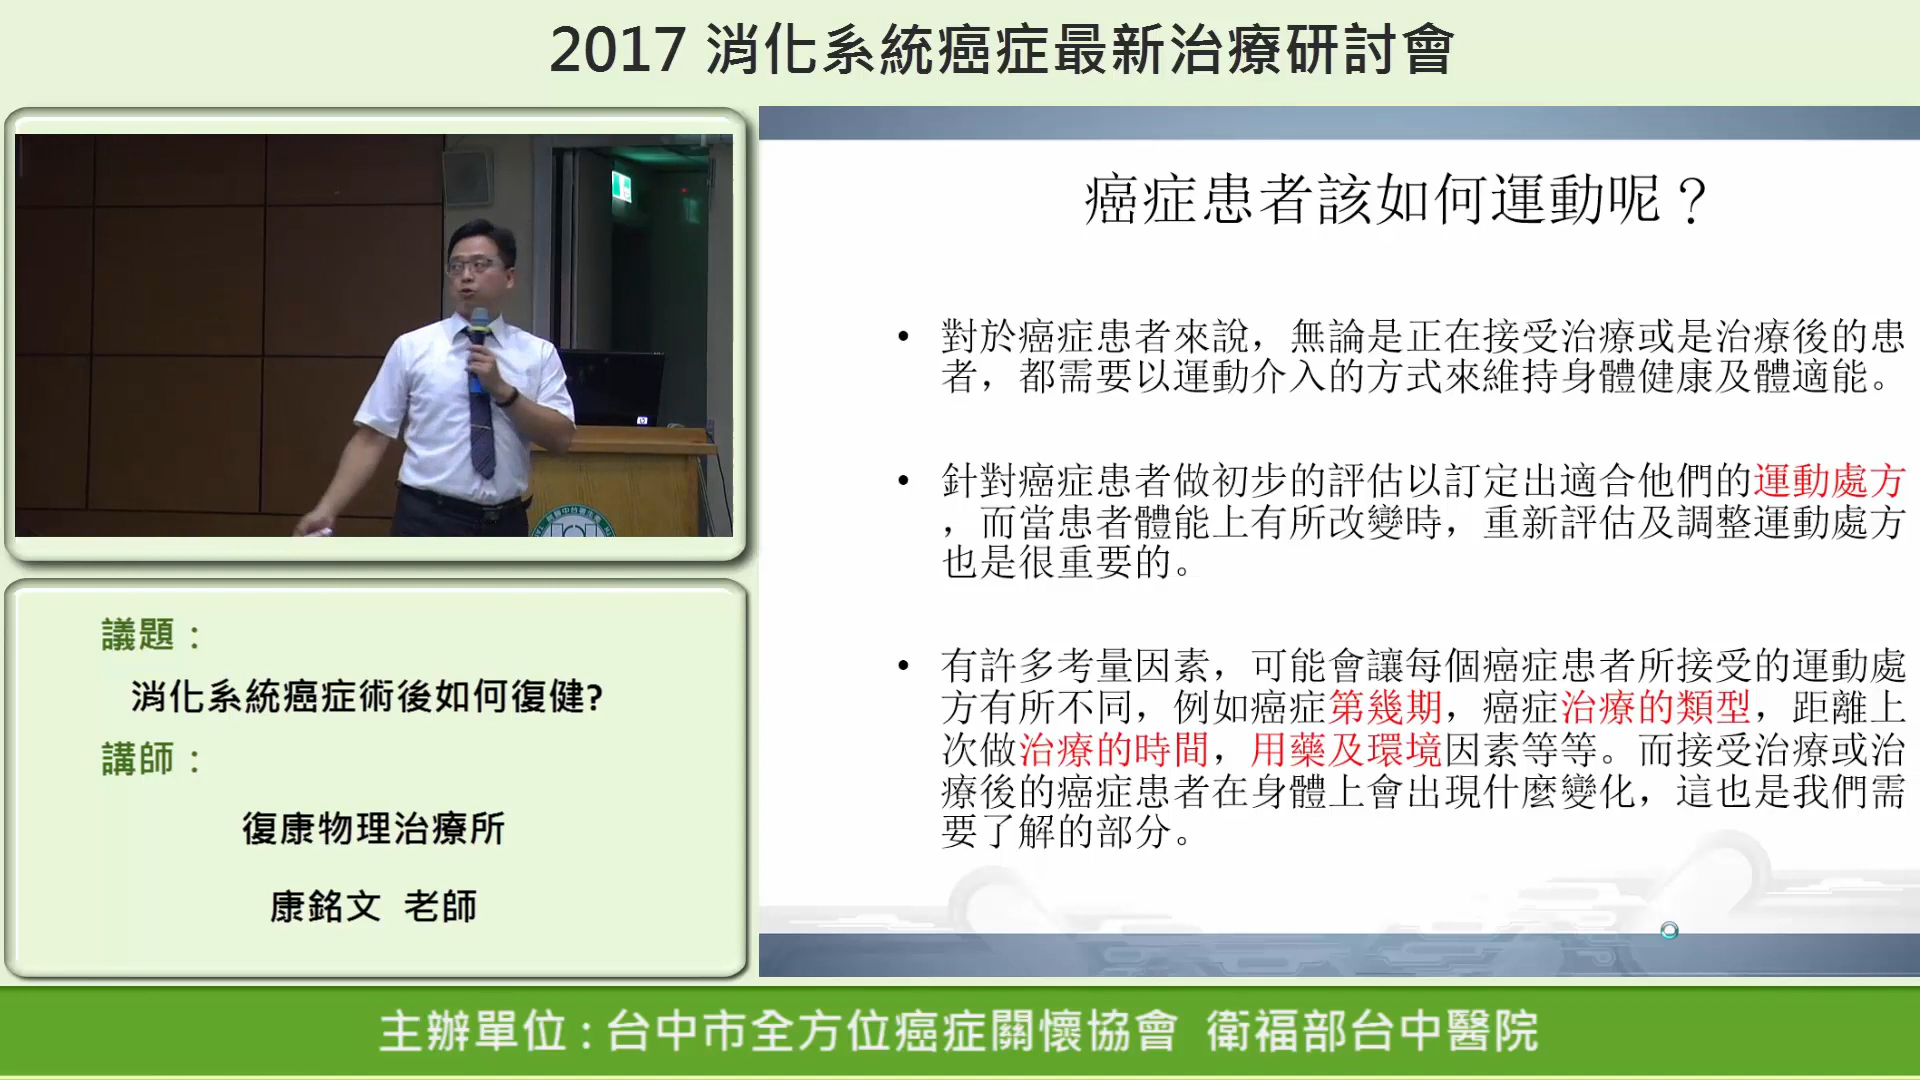 2017 消化系統癌症最新治療研討會
癌症患者該如何運動呢？
• 對於癌症患者來說，無論是正在接受治療或是治療後的患
者，都需要以運動介入的方式來維持身體健康及體適能。
• 針對癌症患者做初步的評估以訂定出適合他們的運動處方
，而當患者體能上有所改變時，重新評估及調整運動處方
也是很重要的。
• 有許多考量因素，可能會讓每個癌症患者所接受的運動處
方有所不同，例如癌症第幾期，癌症治療的類型，距離上
次做治療的時間，用藥及環境因素等等。而接受治療或治
療後的癌症患者在身體上會出現什麼變化，這也是我們需
要了解的部分。
議題：
消化系統癌症術後如何復健?
講師：
復康物理治療所
康銘文 老師
主辦單位：台中市全方位癌症關懷協會 衛福部台中醫院